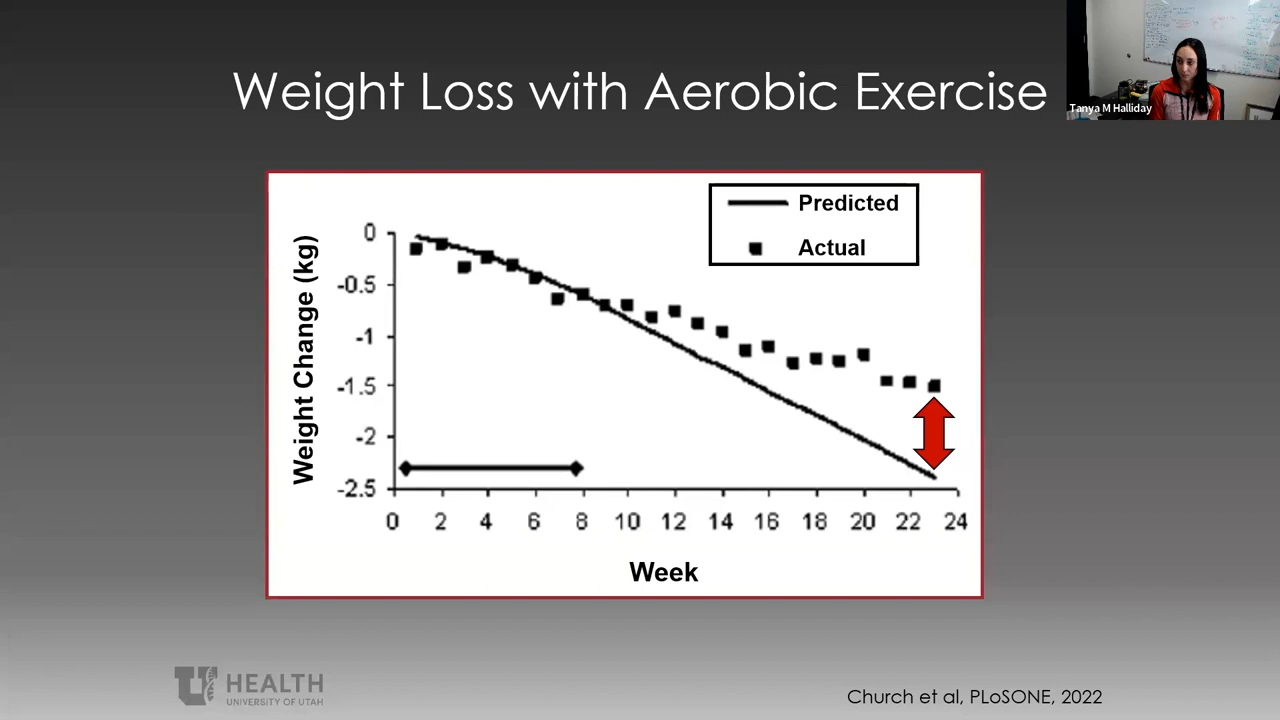 Weight Loss with Aerobic Exercise
Tanya M Halliday
Predicted
Actual
Weight Change (kg)
0
-0.5
-1
-1.5
-2
-2.5
0 2 4 6 8 10 12 14 16 18 20 22 24
Week
U HEALTH
UNIVERSITY OF UTAH
Church et al, PLoSONE, 2022